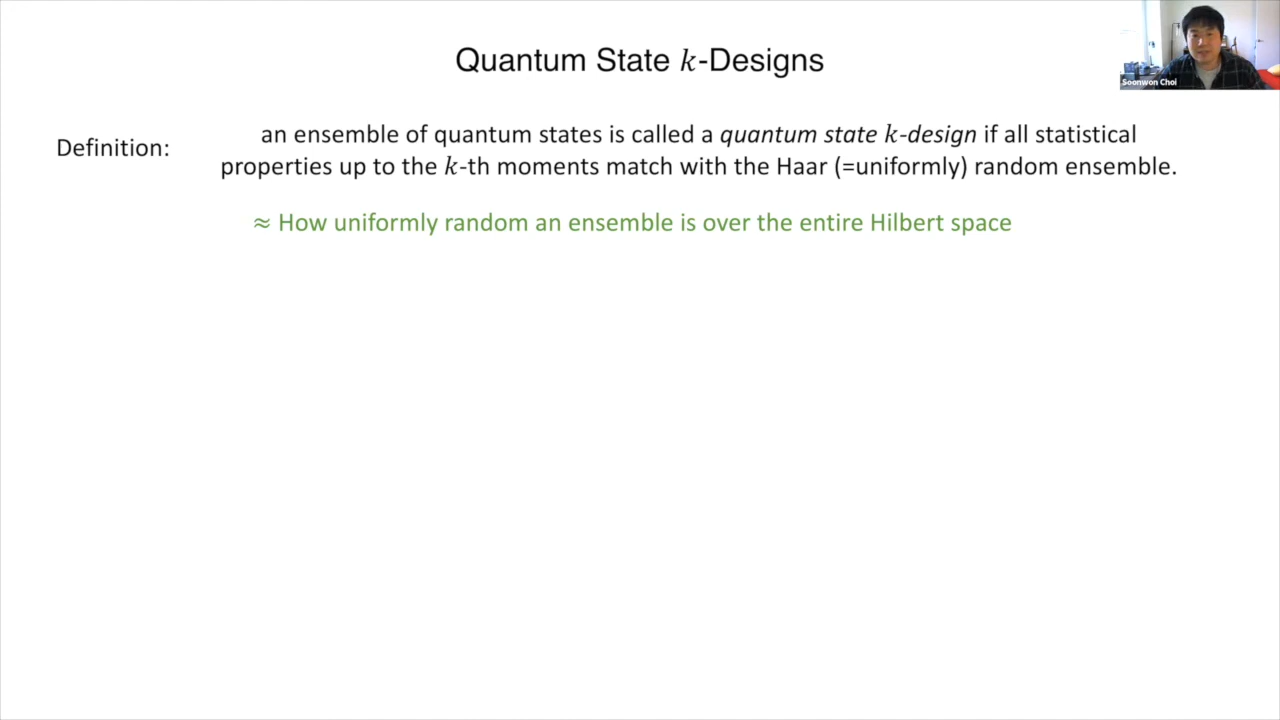 Quantum State k-Designs
Soonwon Choi
Definition:
an ensemble of quantum states is called a quantum state k-design if all statistical
properties up to the k-th moments match with the Haar (=uniformly) random ensemble.
≈ How uniformly random an ensemble is over the entire Hilbert space